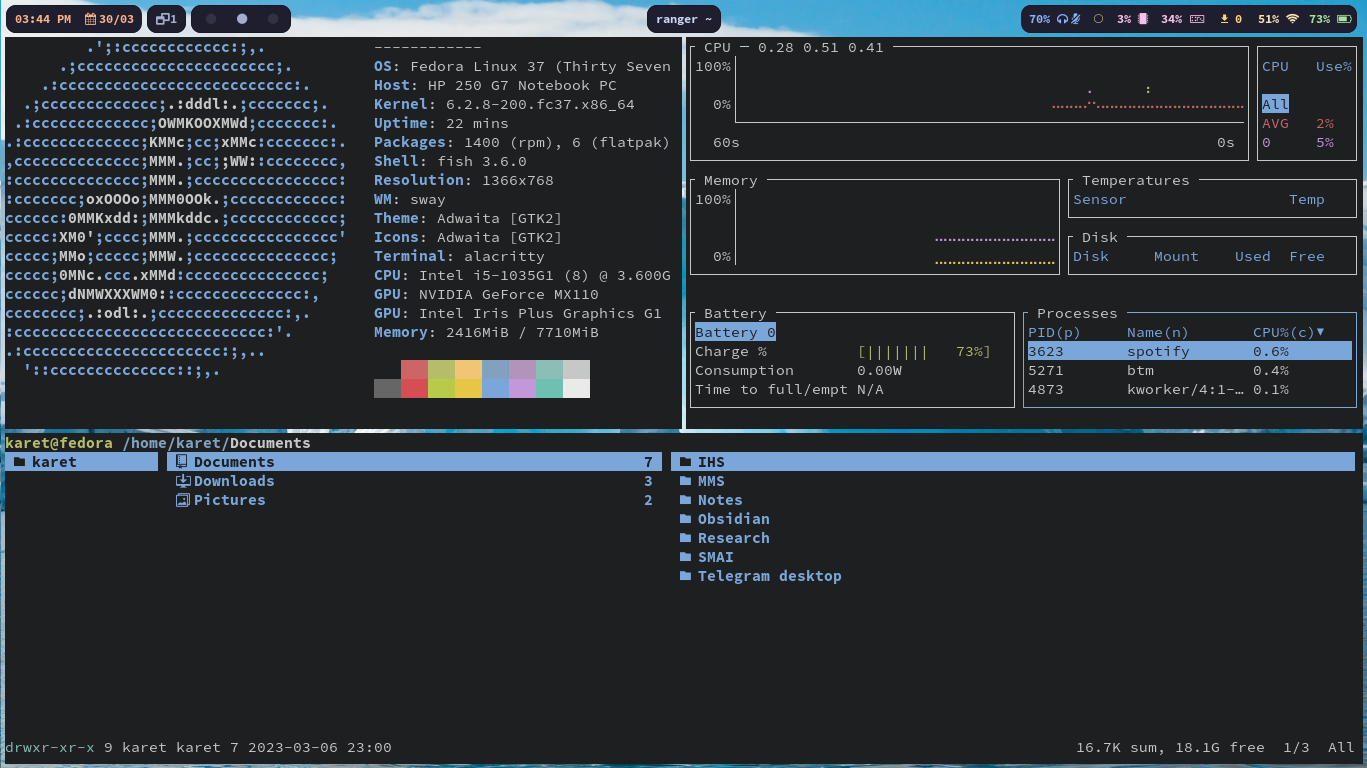 03:44 PM 30/03 1 ranger ~ 70% 3% 34% 0 51% 73%
.';:cccccccccccc:;,.
.;cccccccccccccccccccccc;.
.:cccccccccccccccccccccccccc:.
.;ccccccccccccc;.:dddl:.;ccccccc;.
.:ccccccccccccc;OWMKOOXMWd;ccccccc:.
.:ccccccccccccc;KMMc;cc;xMMc:ccccccc:.
,cccccccccccccc;MMM.;cc;;WW::cccccccc,
:cccccccccccccc;MMM.;cccccccccccccccc:
:ccccccc;oxOOOo;MMM0OOk.;cccccccccccc:
cccccc:0MMKxdd:;MMMkddc.;cccccccccccc;
ccccc:XM0';cccc;MMM.;cccccccccccccccc'
ccccc;MMo;ccccc;MMW.;ccccccccccccccc;
ccccc;0MNc.ccc.xMMd:ccccccccccccccc;
cccccc;dNMWXXXWM0::cccccccccccccc:,
cccccccc;.:odl:.;cccccccccccccc:,.
:cccccccccccccccccccccccccccc:'.
.:cccccccccccccccccccccc:;,..
'::cccccccccccccc::;,.
------------
OS: Fedora Linux 37 (Thirty Seven
Host: HP 250 G7 Notebook PC
Kernel: 6.2.8-200.fc37.x86_64
Uptime: 22 mins
Packages: 1400 (rpm), 6 (flatpak)
Shell: fish 3.6.0
Resolution: 1366x768
WM: sway
Theme: Adwaita [GTK2]
Icons: Adwaita [GTK2]
Terminal: alacritty
CPU: Intel i5-1035G1 (8) @ 3.600G
GPU: NVIDIA GeForce MX110
GPU: Intel Iris Plus Graphics G1
Memory: 2416MiB / 7710MiB
CPU ─ 0.28 0.51 0.41
100%
0%
60s 0s
CPU Use%
All
AVG 2%
0 5%
Memory
100%
0%
Temperatures
Sensor Temp
Disk
Disk Mount Used Free
Battery
Battery 0
Charge % [||||||| 73%]
Consumption 0.00W
Time to full/empt N/A
Processes
PID(p) Name(n) CPU%(c)▼
3623 spotify 0.6%
5271 btm 0.4%
4873 kworker/4:1-… 0.1%
karet@fedora /home/karet/Documents
karet
Documents 7
Downloads 3
Pictures 2
IHS
MMS
Notes
Obsidian
Research
SMAI
Telegram desktop
drwxr-xr-x 9 karet karet 7 2023-03-06 23:00 16.7K sum, 18.1G free 1/3 All